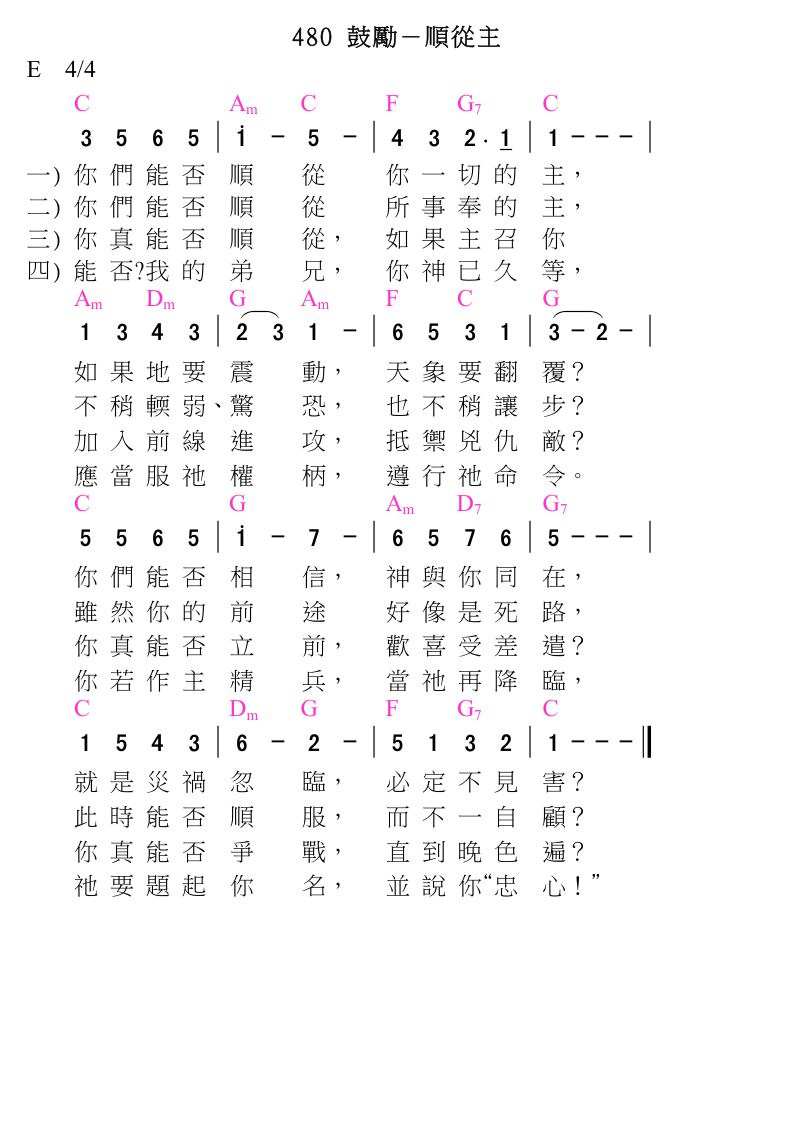 480 鼓勵－順從主
E 4/4
C Am C F G7 C
3 5 6 5 | i - 5 - | 4 3 2 · 1 | 1 - - - |
一) 你們能否順從 你一切的主，
二) 你們能否順從 所事奉的主，
三) 你真能否順從， 如果主召你
四) 能否?我的弟兄， 你神已久等，
Am Dm G Am F C G
1 3 4 3 | 2 3 1 - | 6 5 3 1 | 3 - 2 - |
如果地要震動， 天象要翻覆？
不稍輭弱、驚恐， 也不稍讓步？
加入前線進攻， 抵禦兇仇敵？
應當服祂權柄， 遵行祂命令。
C G Am D7 G7
5 5 6 5 | i - 7 - | 6 5 7 6 | 5 - - - |
你們能否相信， 神與你同在，
雖然你的前途 好像是死路，
你真能否立前， 歡喜受差遣？
你若作主精兵， 當祂再降臨，
C Dm G F G7 C
1 5 4 3 | 6 - 2 - | 5 1 3 2 | 1 - - - ‖
就是災禍忽臨， 必定不見害？
此時能否順服， 而不一自顧？
你真能否爭戰， 直到晚色遍？
祂要題起你名， 並說你“忠心！”